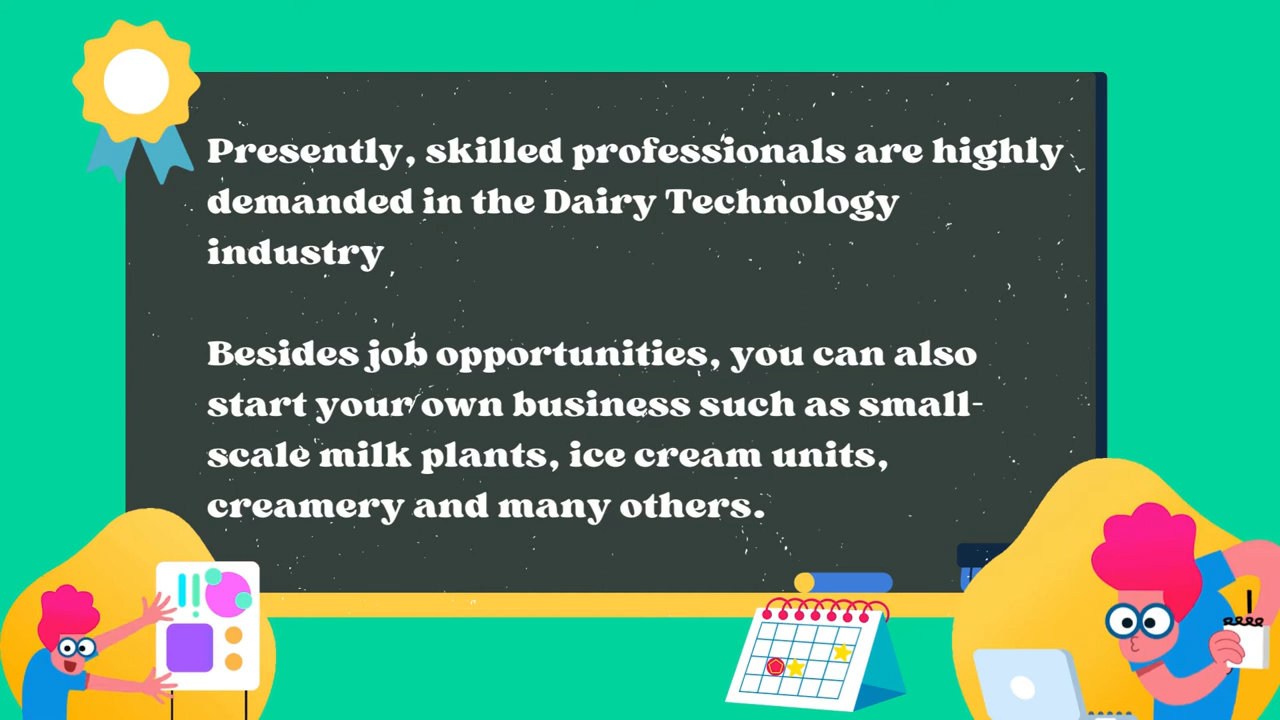 Presently, skilled professionals are highly
demanded in the Dairy Technology
industry
Besides job opportunities, you can also
start your own business such as small-
scale milk plants, ice cream units,
creamery and many others.